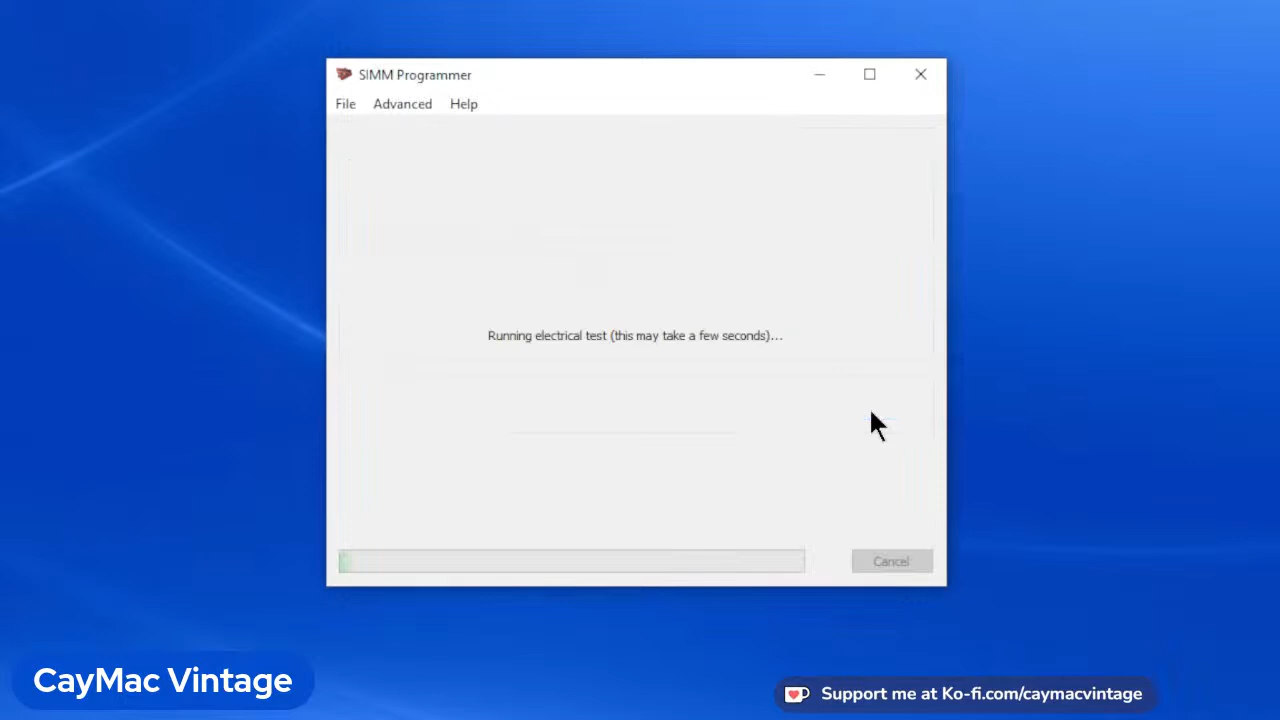 SIMM Programmer
File Advanced Help
Running electrical test (this may take a few seconds)...
Cancel
CayMac Vintage
Support me at Ko-fi.com/caymacvintage